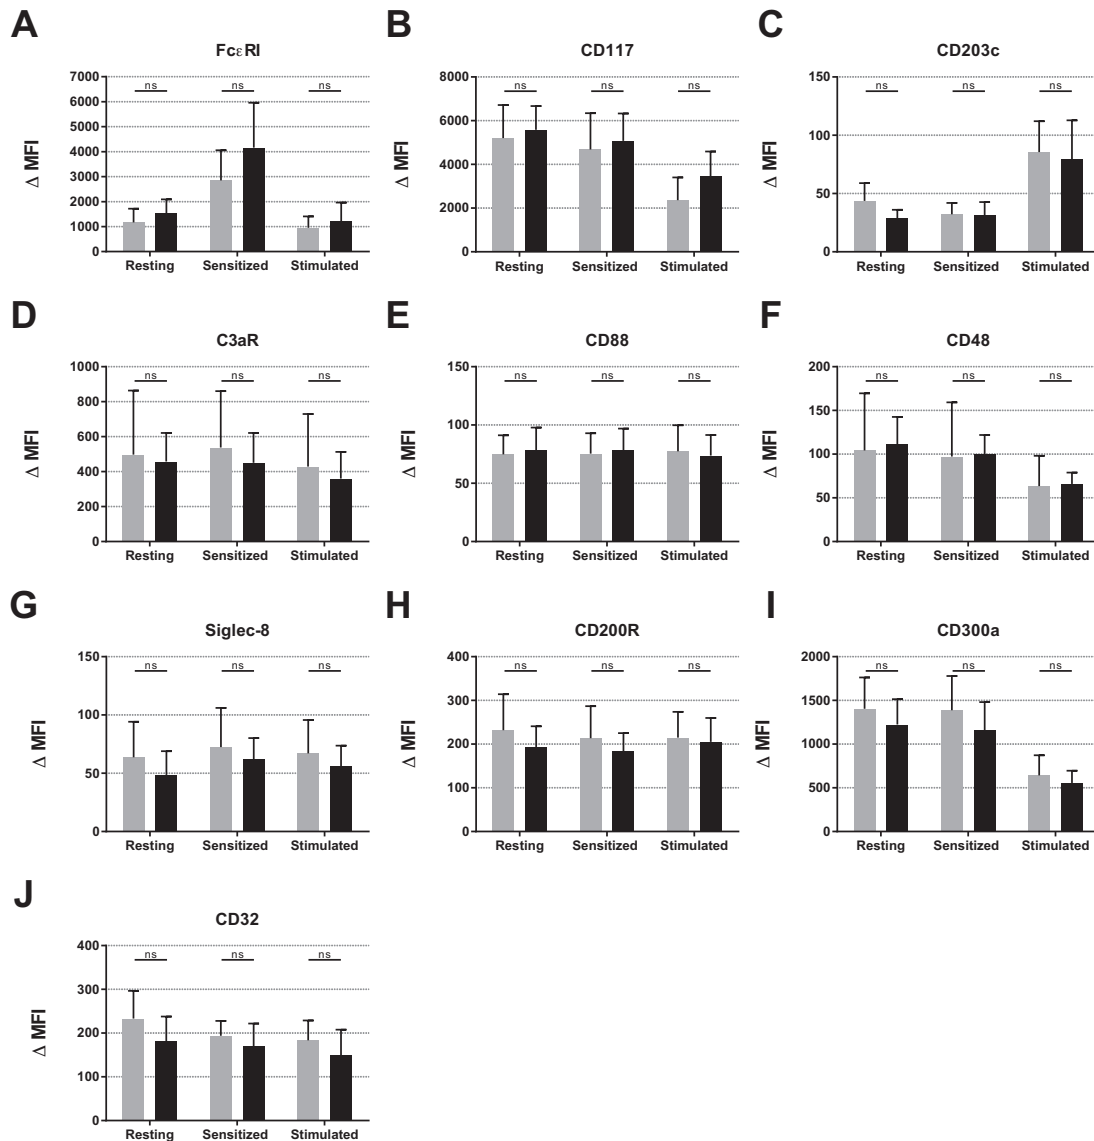 A
FcεRI
7000
6000
5000
4000
3000
2000
1000
0
Δ MFI
ns
ns
ns
Resting
Sensitized
Stimulated
B
CD117
8000
6000
4000
2000
0
Δ MFI
ns
ns
ns
Resting
Sensitized
Stimulated
C
CD203c
150
100
50
0
Δ MFI
ns
ns
ns
Resting
Sensitized
Stimulated
D
C3aR
1000
800
600
400
200
0
Δ MFI
ns
ns
ns
Resting
Sensitized
Stimulated
E
CD88
150
100
50
0
Δ MFI
ns
ns
ns
Resting
Sensitized
Stimulated
F
CD48
200
150
100
50
0
Δ MFI
ns
ns
ns
Resting
Sensitized
Stimulated
G
Siglec-8
150
100
50
0
Δ MFI
ns
ns
ns
Resting
Sensitized
Stimulated
H
CD200R
400
300
200
100
0
Δ MFI
ns
ns
ns
Resting
Sensitized
Stimulated
I
CD300a
2000
1500
1000
500
0
Δ MFI
ns
ns
ns
Resting
Sensitized
Stimulated
J
CD32
400
300
200
100
0
Δ MFI
ns
ns
ns
Resting
Sensitized
Stimulated